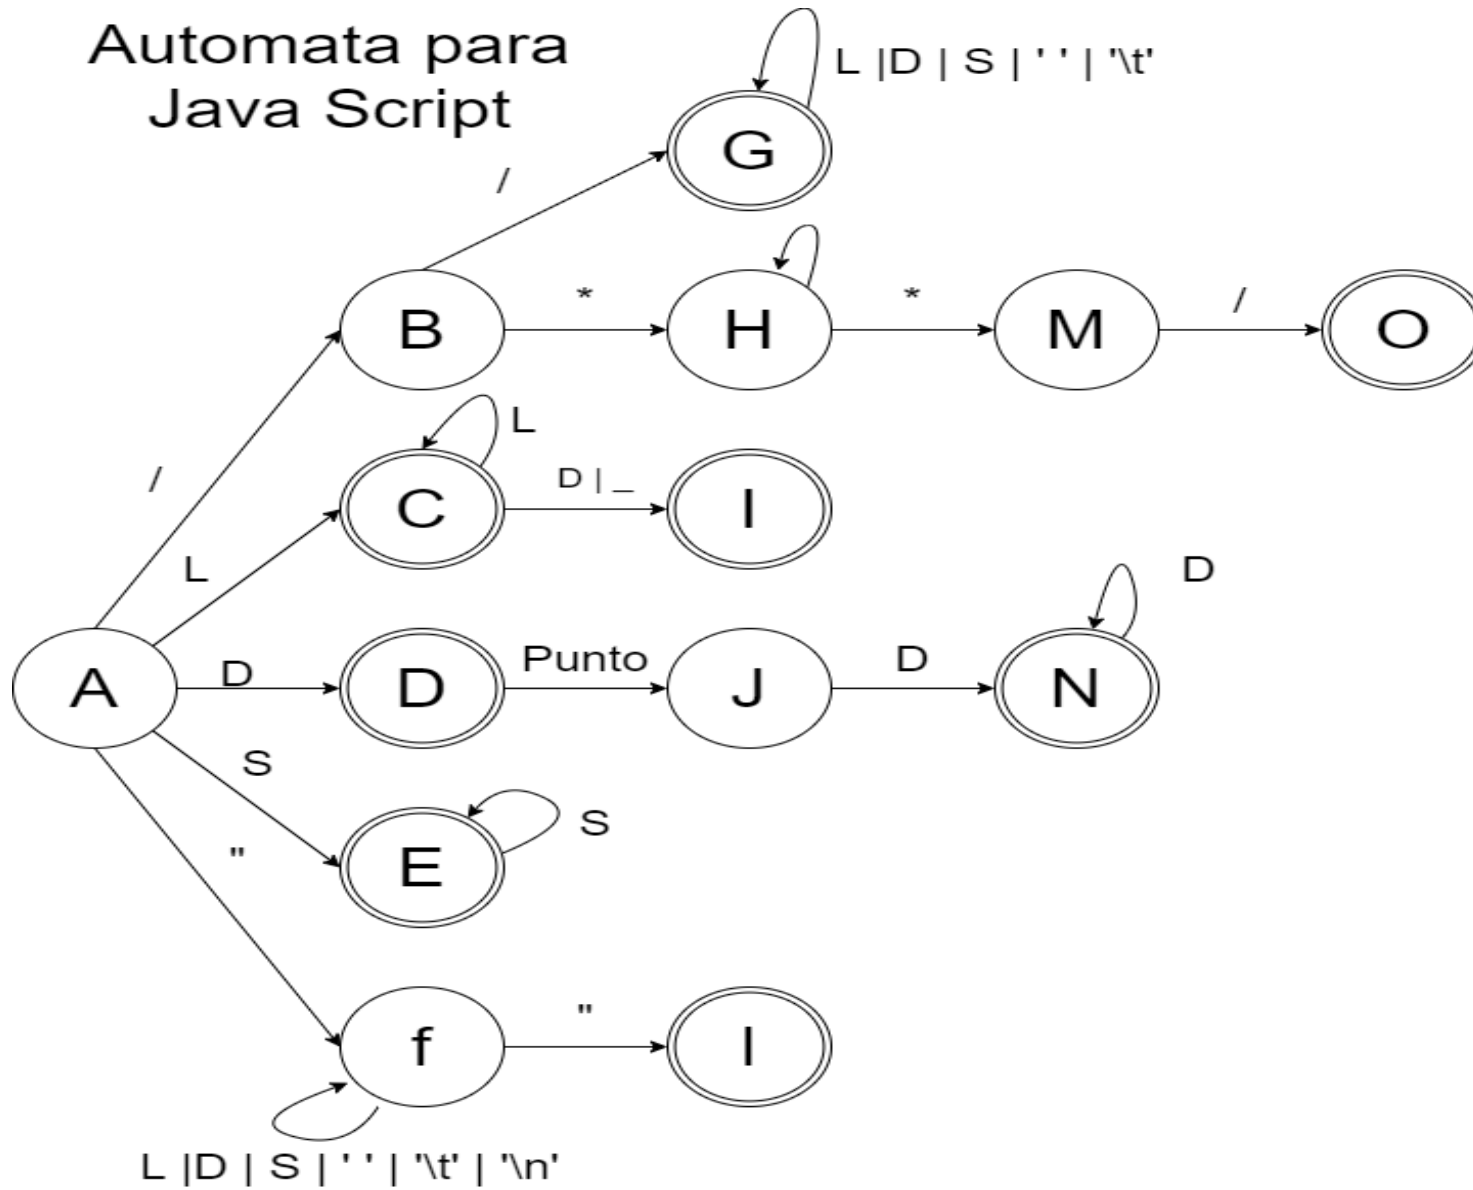 Automata para
Java Script
L |D | S | ' ' | '\t'
G
/
B
*
H
*
M
/
O
/
L
C
L
D | _
I
A
L
D
D
Punto
J
D
N
D
S
E
S
"
f
"
I
L |D | S | ' ' | '\t' | '\n'